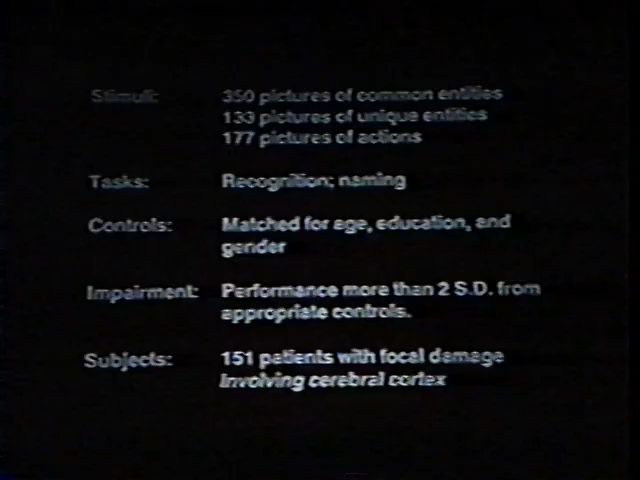 Stimuli: 350 pictures of common entities
133 pictures of unique entities
177 pictures of actions
Tasks: Recognition; naming
Controls: Matched for age, education, and
gender
Impairment: Performance more than 2 S.D. from
appropriate controls.
Subjects: 151 patients with focal damage
involving cerebral cortex